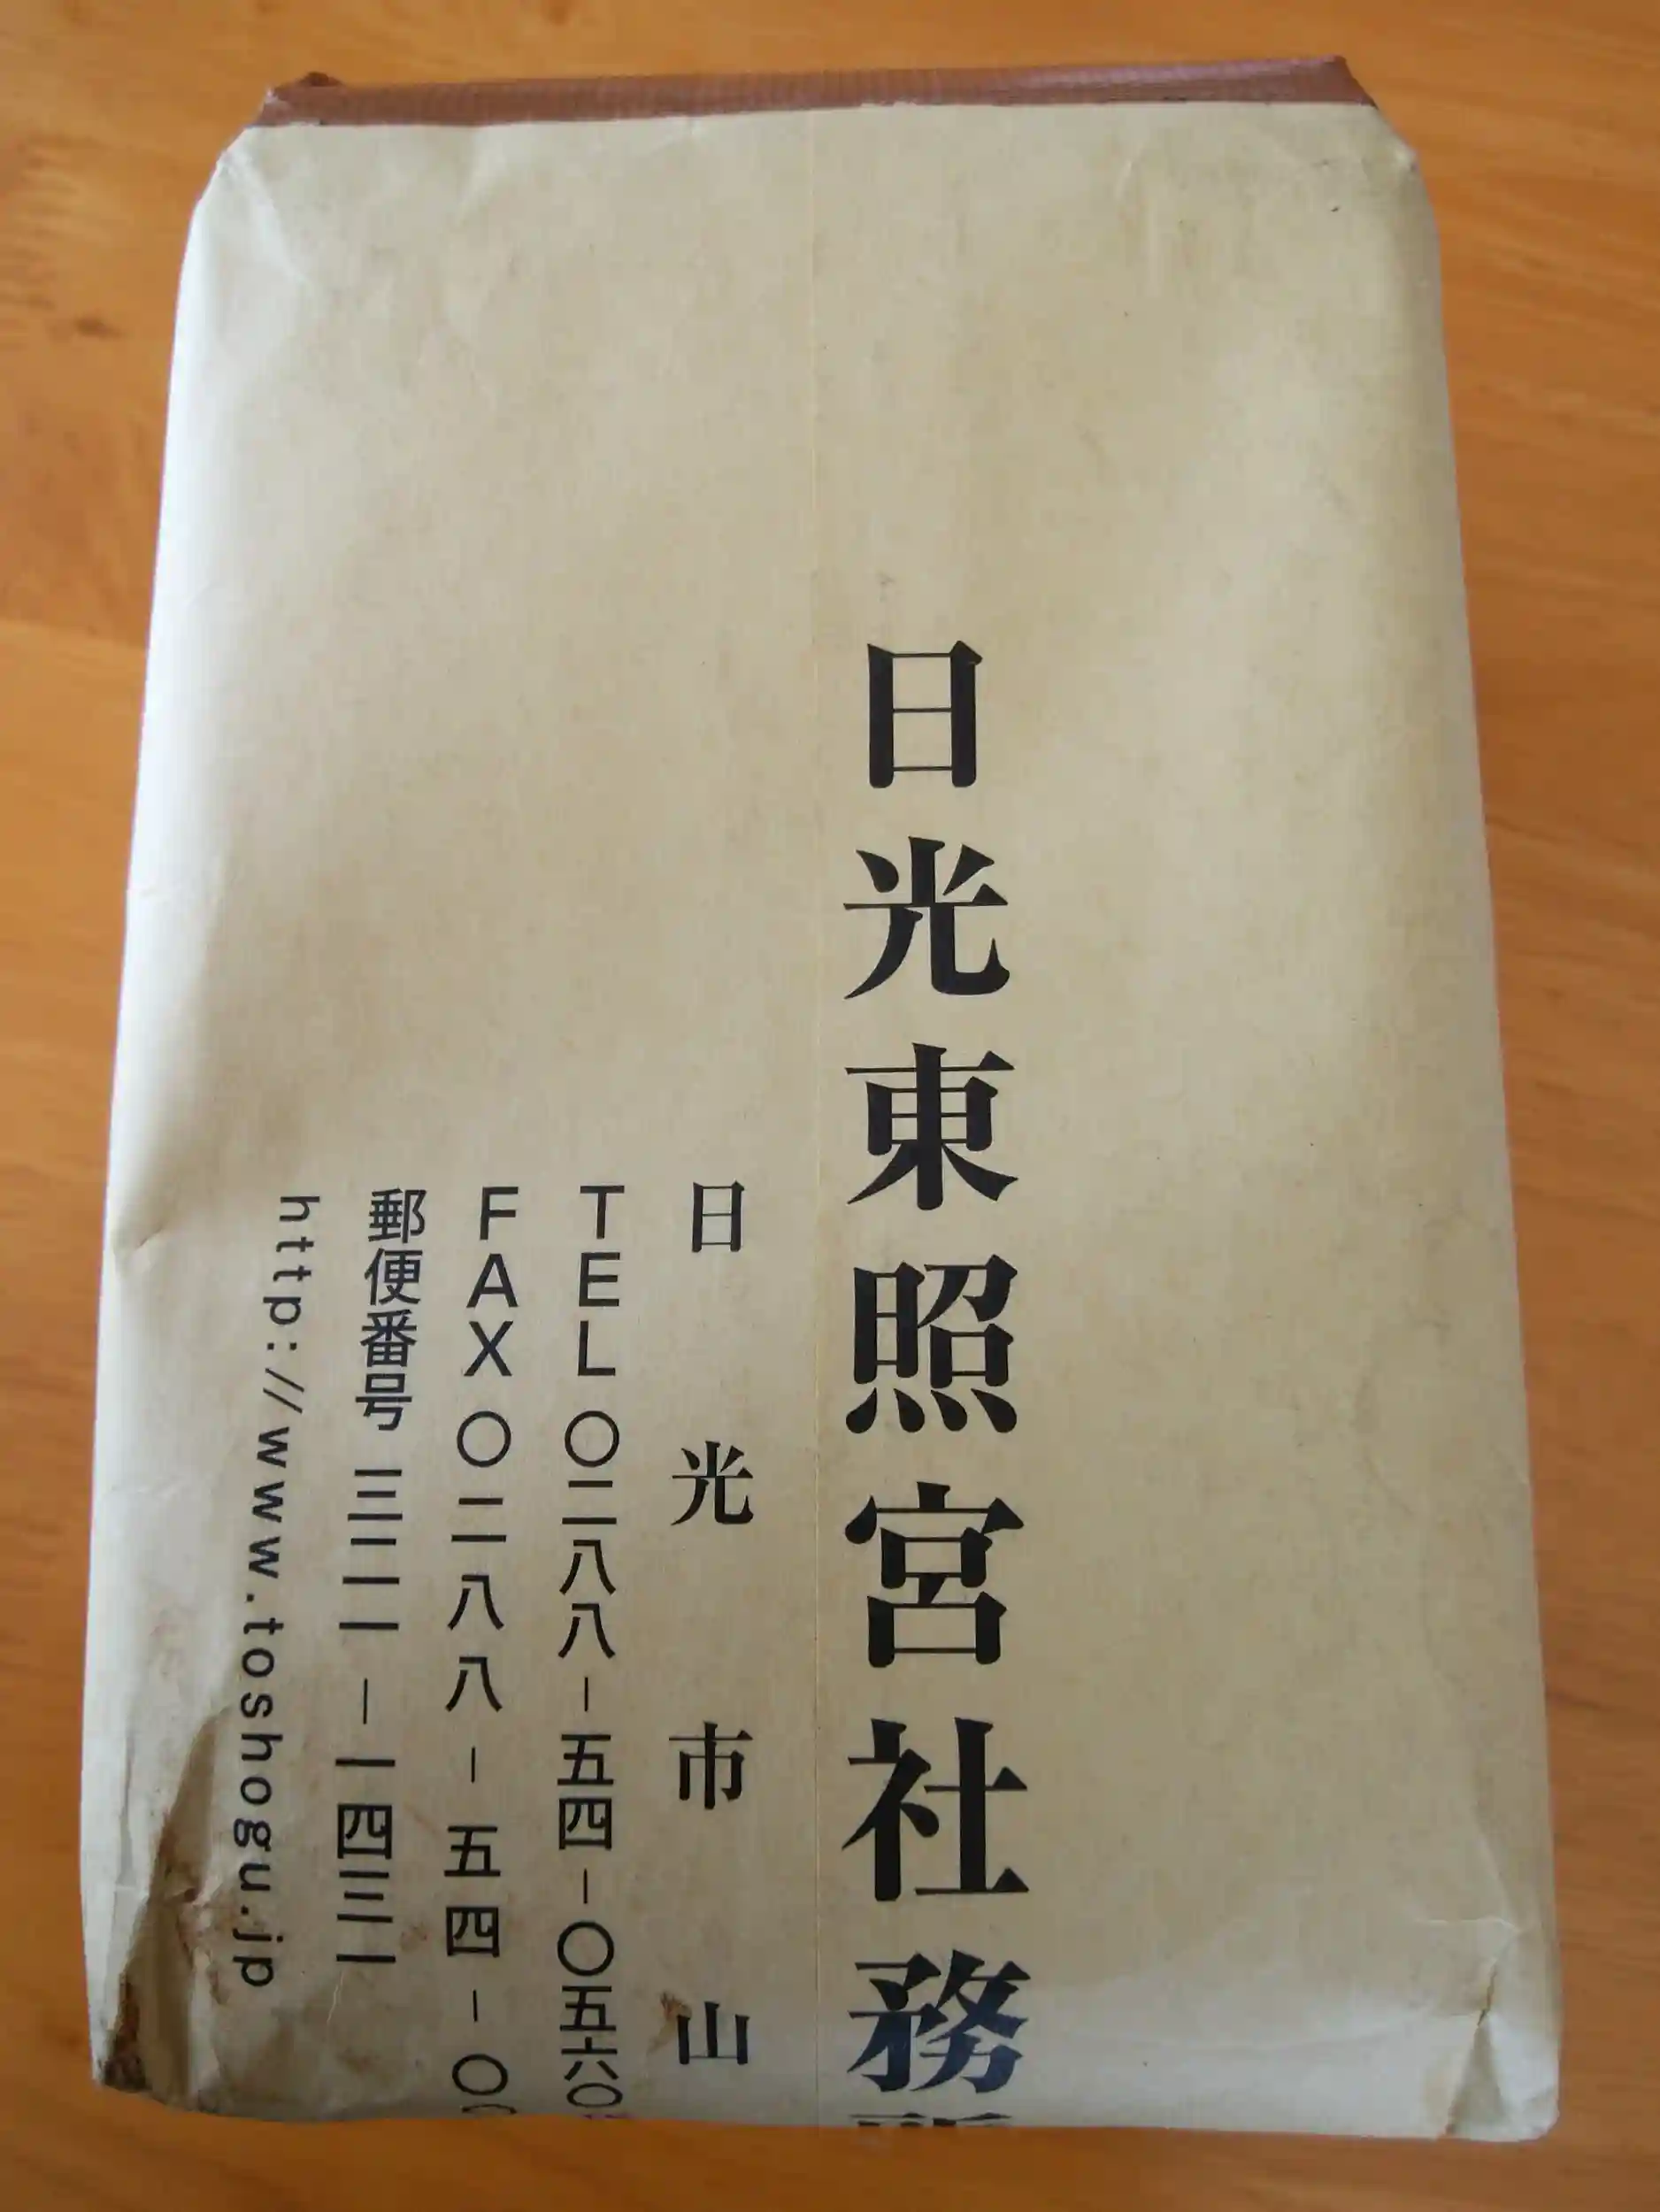 日光東照宮社務
日光市山
TEL〇二八八-五四-〇五六〇
FAX〇二八八-五四-〇
郵便番号 三二一-一四三一
http://www.toshogu.jp